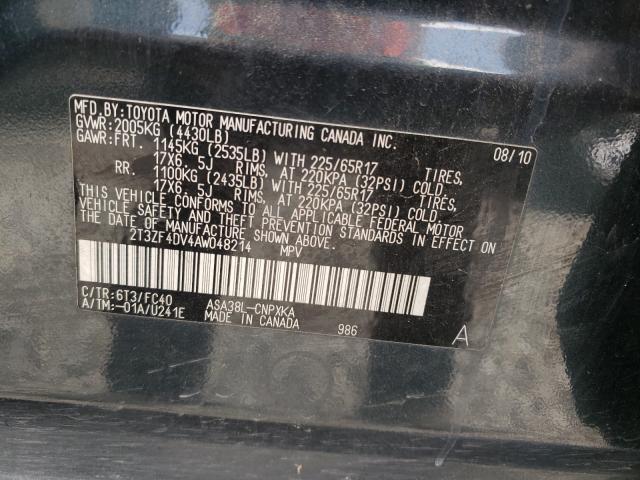 MFD.BY:TOYOTA MOTOR MANUFACTURING CANADA INC. 08/10
GVWR:2005KG (4430LB)
GAWR:FRT. 1145KG (2535LB) WITH 225/65R17 TIRES,
17X6.5J RIMS, AT 220KPA (32PSI) COLD.
RR. 1100KG (2435LB) WITH 225/65R17 TIRES,
17X6.5J RIMS, AT 220KPA (32PSI) COLD.
THIS VEHICLE CONFORMS TO ALL APPLICABLE FEDERAL MOTOR
VEHICLE SAFETY AND THEFT PREVENTION STANDARDS IN EFFECT ON
THE DATE OF MANUFACTURE SHOWN ABOVE.
2T3ZF4DV4AW048214 MPV
C/TR:6T3/FC40 ASA38L-CNPXKA
A/TM:-01A/U241E MADE IN CANADA 986 A